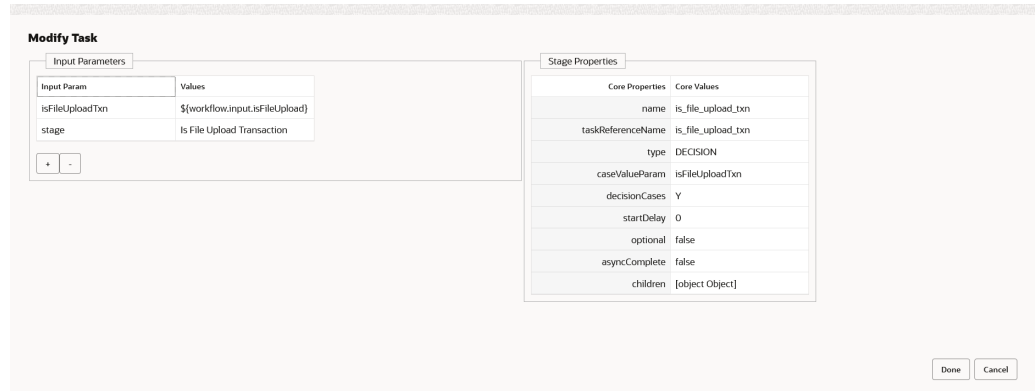 Modify Task
Input Parameters
Input Param Values
isFileUploadTxn ${workflow.input.isFileUpload}
stage Is File Upload Transaction
+ -
Stage Properties
Core Properties Core Values
name is_file_upload_txn
taskReferenceName is_file_upload_txn
type DECISION
caseValueParam isFileUploadTxn
decisionCases Y
startDelay 0
optional false
asyncComplete false
children [object Object]
Done Cancel